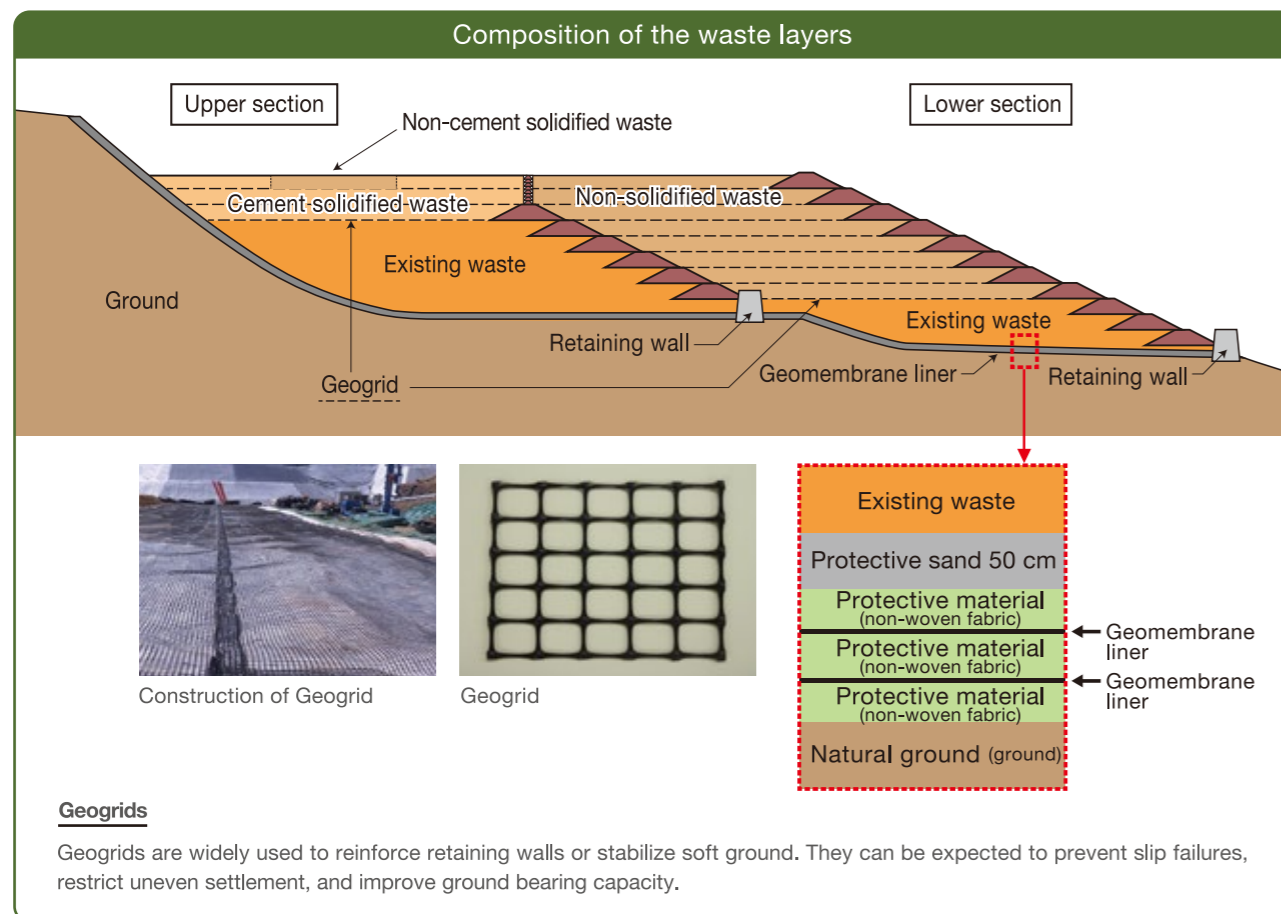 Composition of the waste layers
Upper section
Lower section
Non-cement solidified waste
Cement solidified waste
Non-solidified waste
Existing waste
Ground
Existing waste
Retaining wall
Geomembrane liner
Retaining wall
Geogrid
Existing waste
Protective sand 50 cm
Protective material
(non-woven fabric)
Geomembrane
liner
Protective material
(non-woven fabric)
Geomembrane
liner
Protective material
(non-woven fabric)
Natural ground (ground)
Construction of Geogrid
Geogrid
Geogrids
Geogrids are widely used to reinforce retaining walls or stabilize soft ground. They can be expected to prevent slip failures,
restrict uneven settlement, and improve ground bearing capacity.